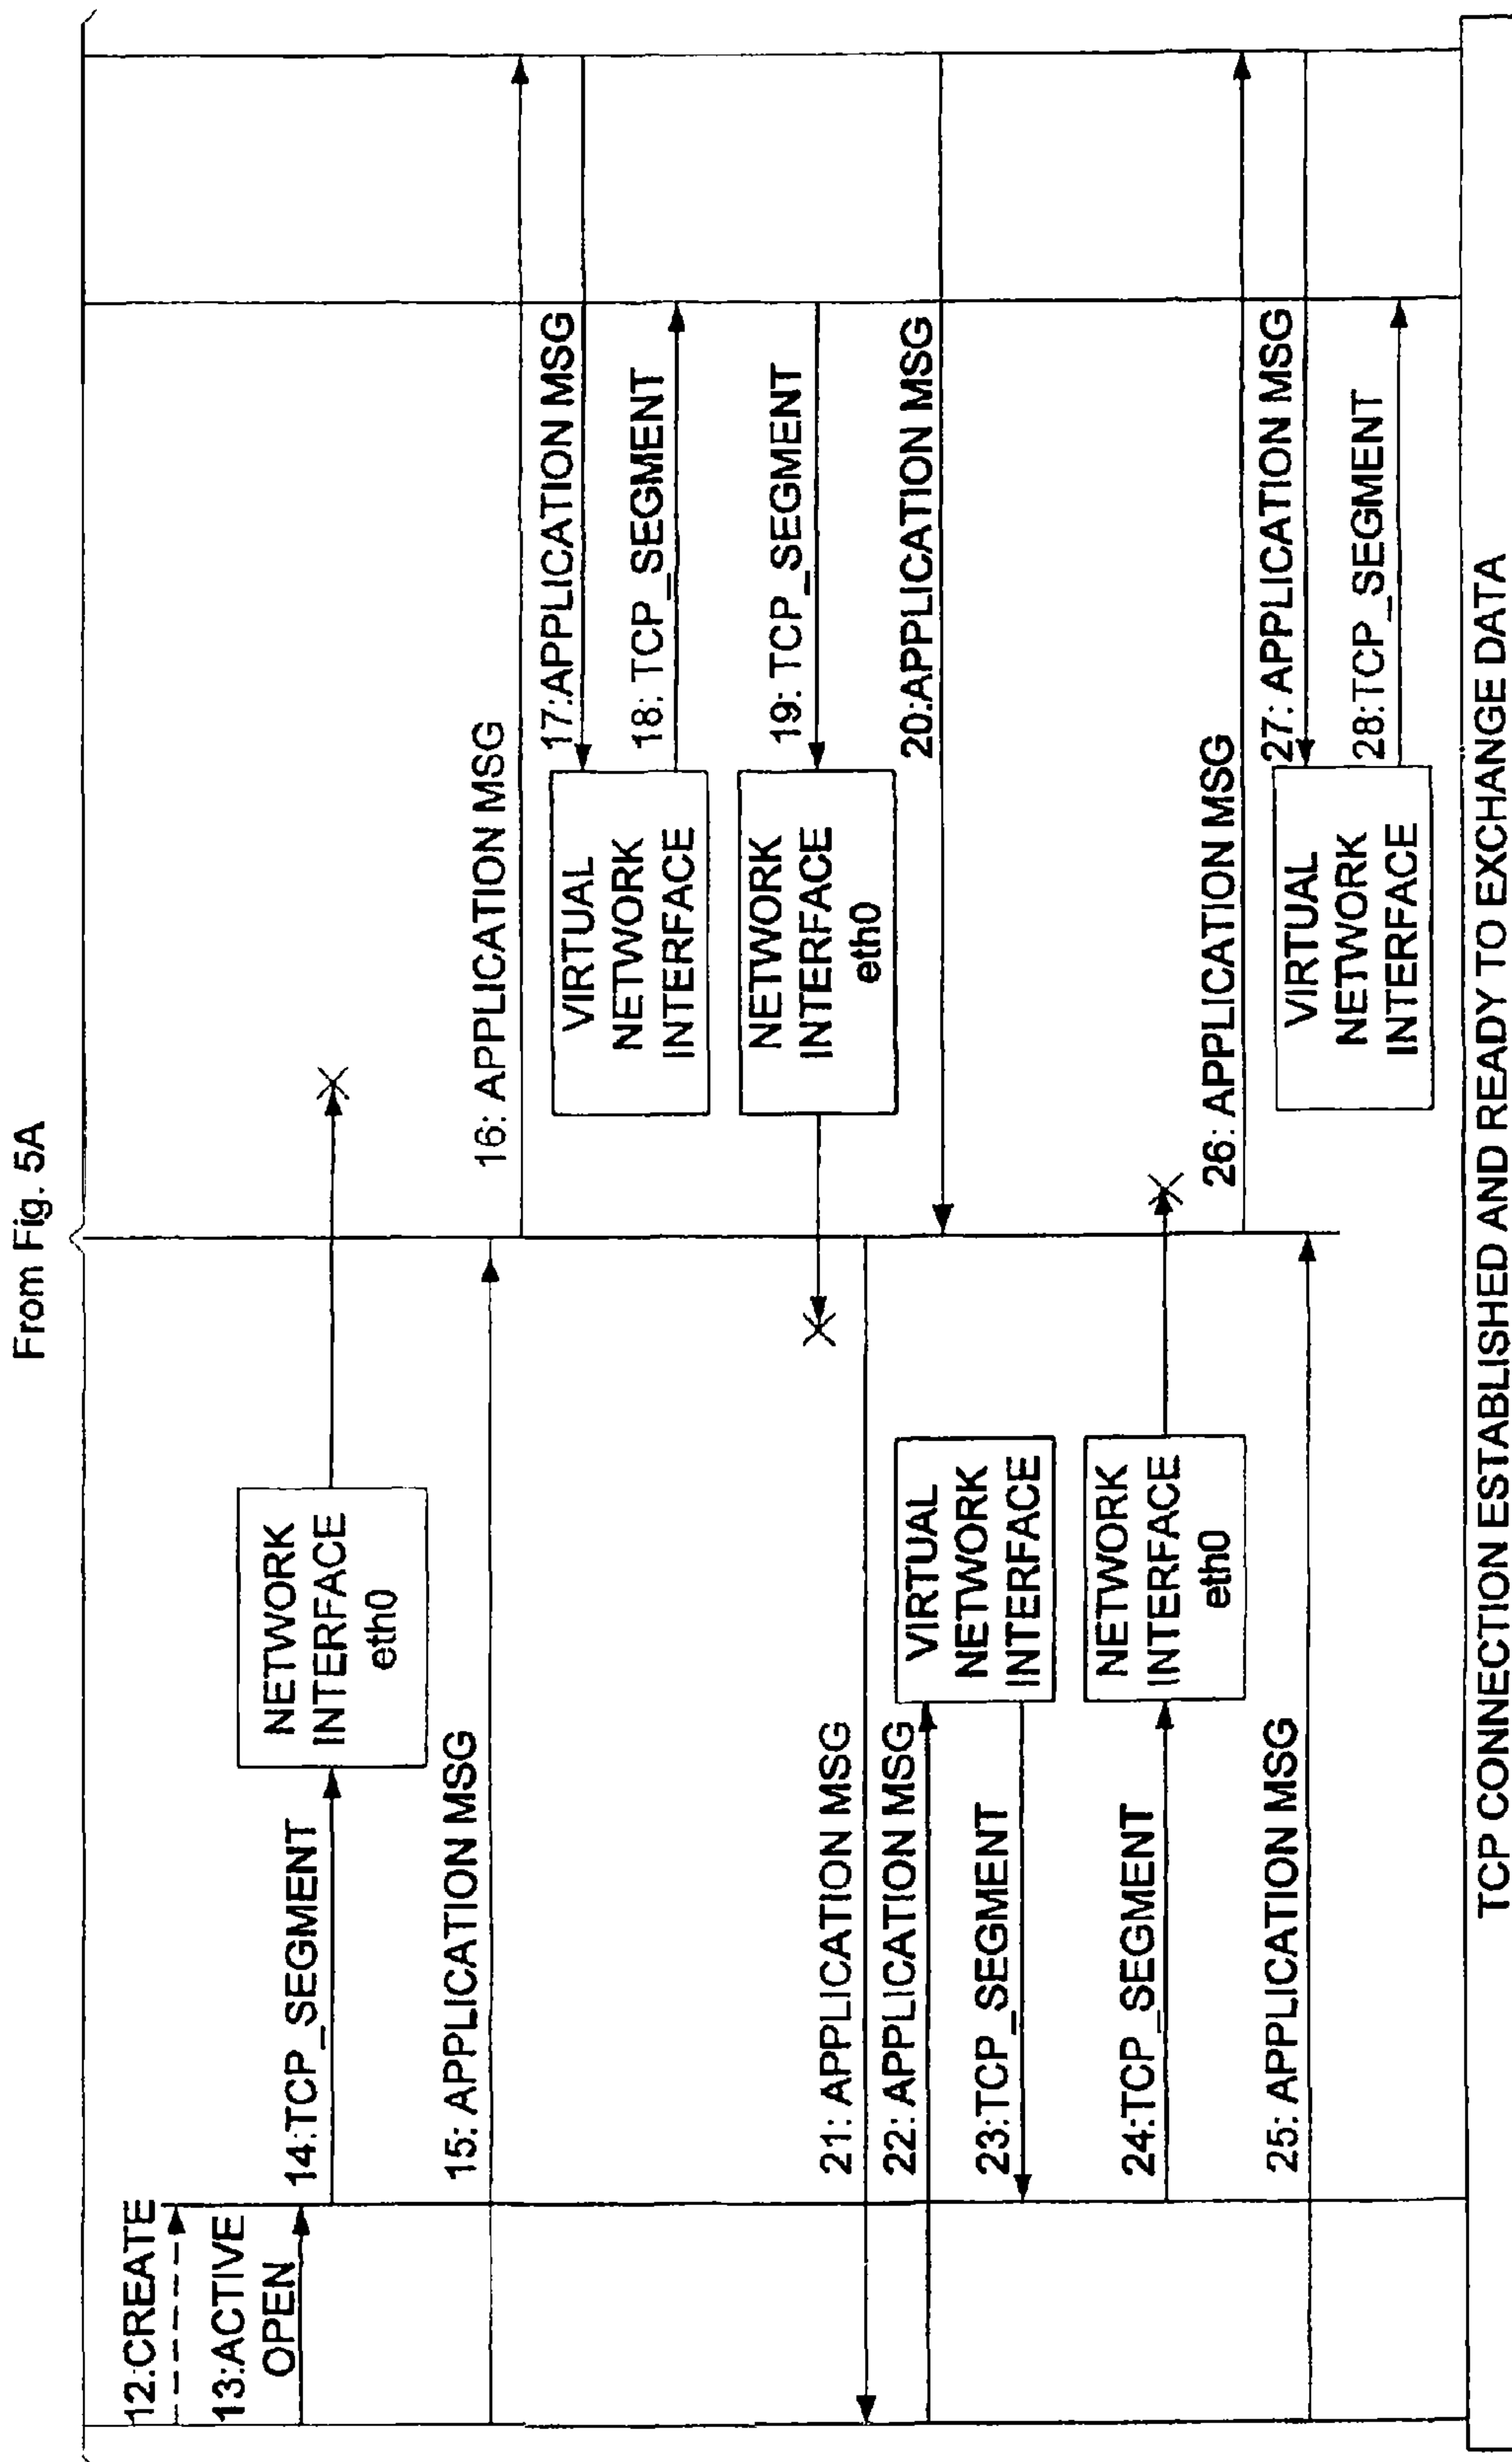 From Fig. 5A
12:CREATE
13:ACTIVE
OPEN
14:TCP_SEGMENT
NETWORK
INTERFACE
eth0
15: APPLICATION MSG
16: APPLICATION MSG
17:APPLICATION MSG
VIRTUAL
NETWORK
INTERFACE
18: TCP_SEGMENT
19: TCP_SEGMENT
NETWORK
INTERFACE
eth0
20:APPLICATION MSG
21: APPLICATION MSG
22: APPLICATION MSG
VIRTUAL
NETWORK
INTERFACE
23:TCP_SEGMENT
24:TCP_SEGMENT
NETWORK
INTERFACE
eth0
25: APPLICATION MSG
26: APPLICATION MSG
27: APPLICATION MSG
VIRTUAL
NETWORK
INTERFACE
28:TCP_SEGMENT
TCP CONNECTION ESTABLISHED AND READY TO EXCHANGE DATA